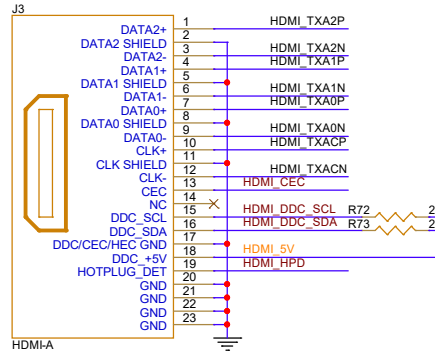 J3
DATA2+ 1 HDMI_TXA2P
DATA2 SHIELD 2
DATA2- 3 HDMI_TXA2N
DATA1+ 4 HDMI_TXA1P
DATA1 SHIELD 5
DATA1- 6 HDMI_TXA1N
DATA0+ 7 HDMI_TXA0P
DATA0 SHIELD 8
DATA0- 9 HDMI_TXA0N
CLK+ 10 HDMI_TXACP
CLK SHIELD 11
CLK- 12 HDMI_TXACN
CEC 13 HDMI_CEC
NC 14
DDC_SCL 15 HDMI_DDC_SCL R72 2
DDC_SDA 16 HDMI_DDC_SDA R73 2
DDC/CEC/HEC GND 17
DDC_+5V 18 HDMI_5V
HOTPLUG_DET 19 HDMI_HPD
GND 20
GND 21
GND 22
GND 23
HDMI-A